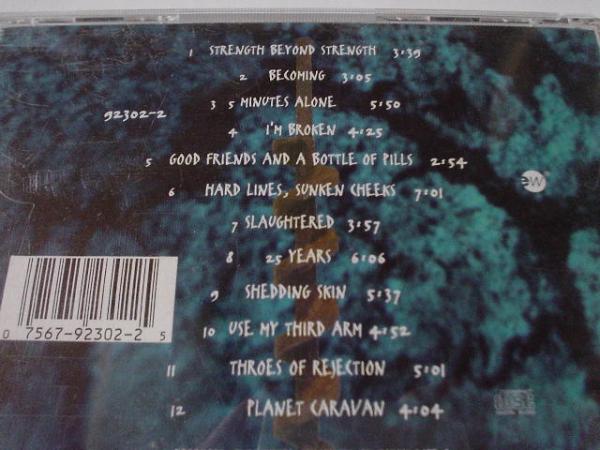 1 STRENGTH BEYOND STRENGTH 3:39
2 BECOMING 3:05
92302-2
3 5 MINUTES ALONE 5:50
4 I'M BROKEN 4:25
5 GOOD FRIENDS AND A BOTTLE OF PILLS 2:54
6 HARD LINES, SUNKEN CHEEKS 7:01
ew
7 SLAUGHTERED 3:57
8 25 YEARS 6:06
9 SHEDDING SKIN 5:37
10 USE MY THIRD ARM 4:52
0 7567-92302-2 5
11 THROES OF REJECTION 5:01
12 PLANET CARAVAN 4:04